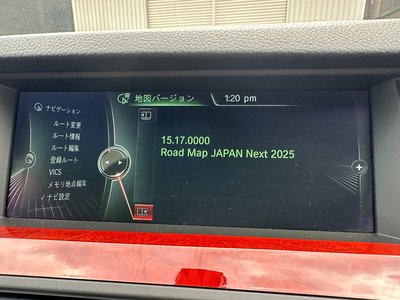 地図バージョン 1:20 pm
ナビゲーション
ルート変更
ルート情報
ルート編集
登録ルート
VICS
メモリ地点編集
✓ナビ設定
15.17.0000
Road Map JAPAN Next 2025